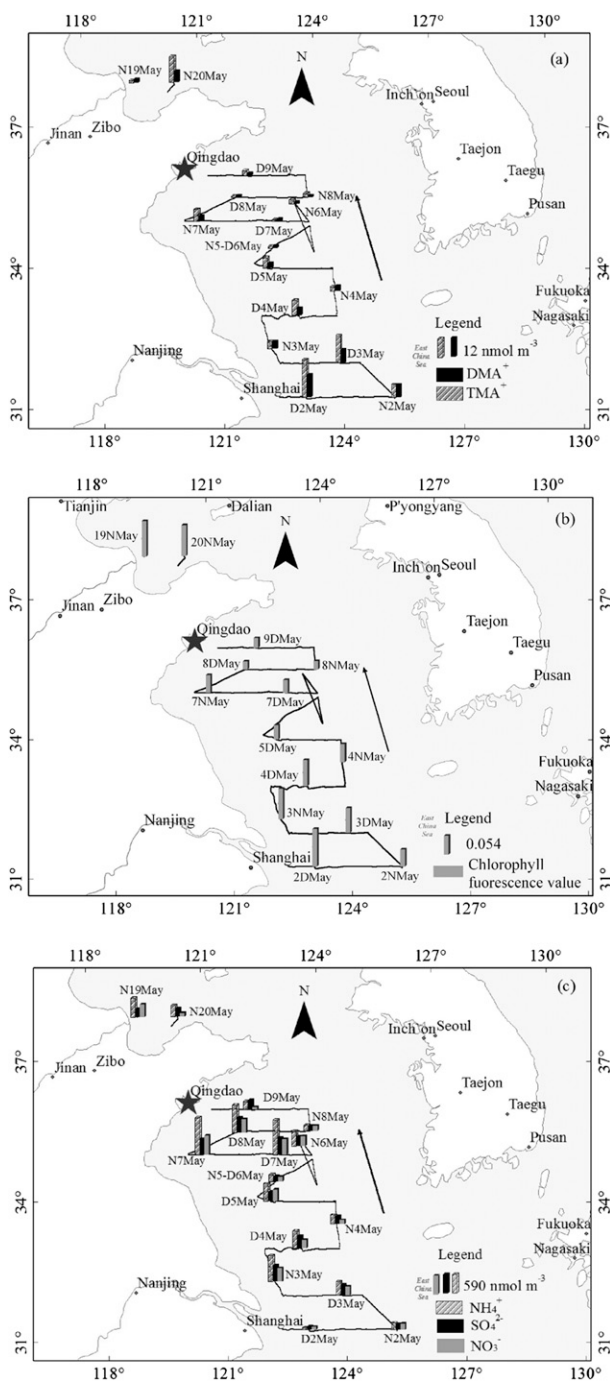 118° 121° 124° 127° 130°
(a)
N
N19May
N20May
37° 37°
Inch'on Seoul
Zibo
Jinan
Taejon
Qingdao
D9May
Taegu
N8May
D8May
N6May
Pusan
N7May
D7May
N5-D6May
34° 34°
D5May
N4May
Fukuoka
D4May
Nagasaki
East China Sea
Legend
Nanjing
N3May
D3May
12 nmol m-3
DMA+
Shanghai
TMA+
D2May
N2May
31° 31°
118° 121° 124° 127° 130°
118° 121° 124° 127° 130°
Tianjin
Dalian
P'yongyang
(b)
19NMay
20NMay
N
37° 37°
Inch'on Seoul
Jinan
Zibo
Taejon
Qingdao
9DMay
Taegu
8DMay
8NMay
7NMay
7DMay
Pusan
5DMay
34° 34°
4NMay
Fukuoka
4DMay
Nagasaki
3NMay
3DMay
East China Sea
Legend
Nanjing
0.054
Shanghai
Chlorophyll
fuorescence value
2DMay
2NMay
31° 31°
118° 121° 124° 127° 130°
118° 121° 124° 127° 130°
N19May
(c)
N
N20May
37° 37°
Inch'on Seoul
Jinan
Zibo
Taejon
Qingdao
D9May
Taegu
N8May
D8May
N6May
N7May
D7May
Pusan
N5-D6May
D5May
34° 34°
N4May
Fukuoka
D4May
Nagasaki
East China Sea
Legend
N3May
Nanjing
590 nmol m-3
D3May
NH4+
SO42-
Shanghai
D2May
N2May
NO3-
31° 31°
118° 121° 124° 127° 130°